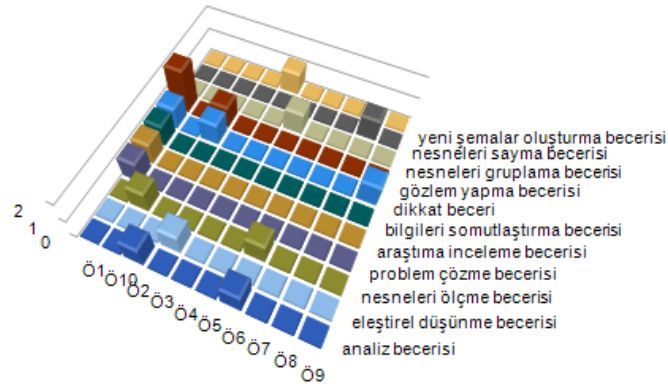 2
1
0
Ö1
Ö10
Ö2
Ö3
Ö4
Ö5
Ö6
Ö7
Ö8
Ö9
yeni şemalar oluşturma becerisi
nesneleri sayma becerisi
nesneleri gruplama becerisi
gözlem yapma becerisi
dikkat beceri
bilgileri somutlaştırma becerisi
araştıma inceleme becerisi
problem çözme becerisi
nesneleri ölçme becerisi
eleştirel düşünme becerisi
analiz becerisi